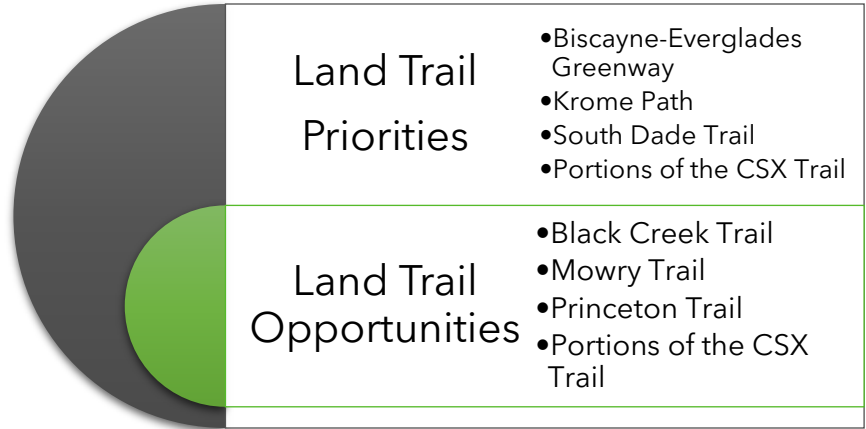 Land Trail
Priorities
•Biscayne-Everglades
Greenway
•Krome Path
•South Dade Trail
•Portions of the CSX Trail
Land Trail
Opportunities
•Black Creek Trail
•Mowry Trail
•Princeton Trail
•Portions of the CSX
Trail